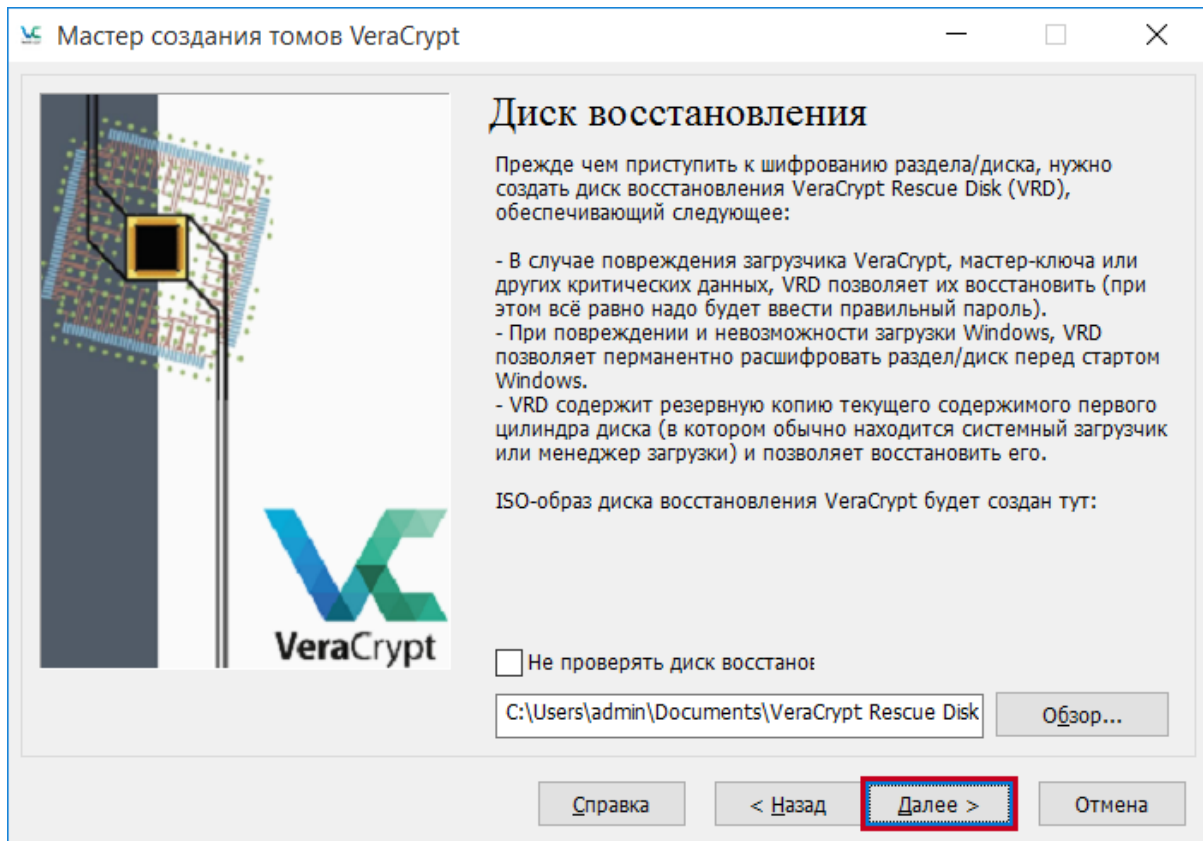 Мастер создания томов VeraCrypt
Диск восстановления
Прежде чем приступить к шифрованию раздела/диска, нужно
создать диск восстановления VeraCrypt Rescue Disk (VRD),
обеспечивающий следующее:
- В случае повреждения загрузчика VeraCrypt, мастер-ключа или
других критических данных, VRD позволяет их восстановить (при
этом всё равно надо будет ввести правильный пароль).
- При повреждении и невозможности загрузки Windows, VRD
позволяет перманентно расшифровать раздел/диск перед стартом
Windows.
- VRD содержит резервную копию текущего содержимого первого
цилиндра диска (в котором обычно находится системный загрузчик
или менеджер загрузки) и позволяет восстановить его.
ISO-образ диска восстановления VeraCrypt будет создан тут:
VeraCrypt
Не проверять диск восстанов
C:\Users\admin\Documents\VeraCrypt Rescue Disk
Обзор...
Справка
< Назад
Далее >
Отмена